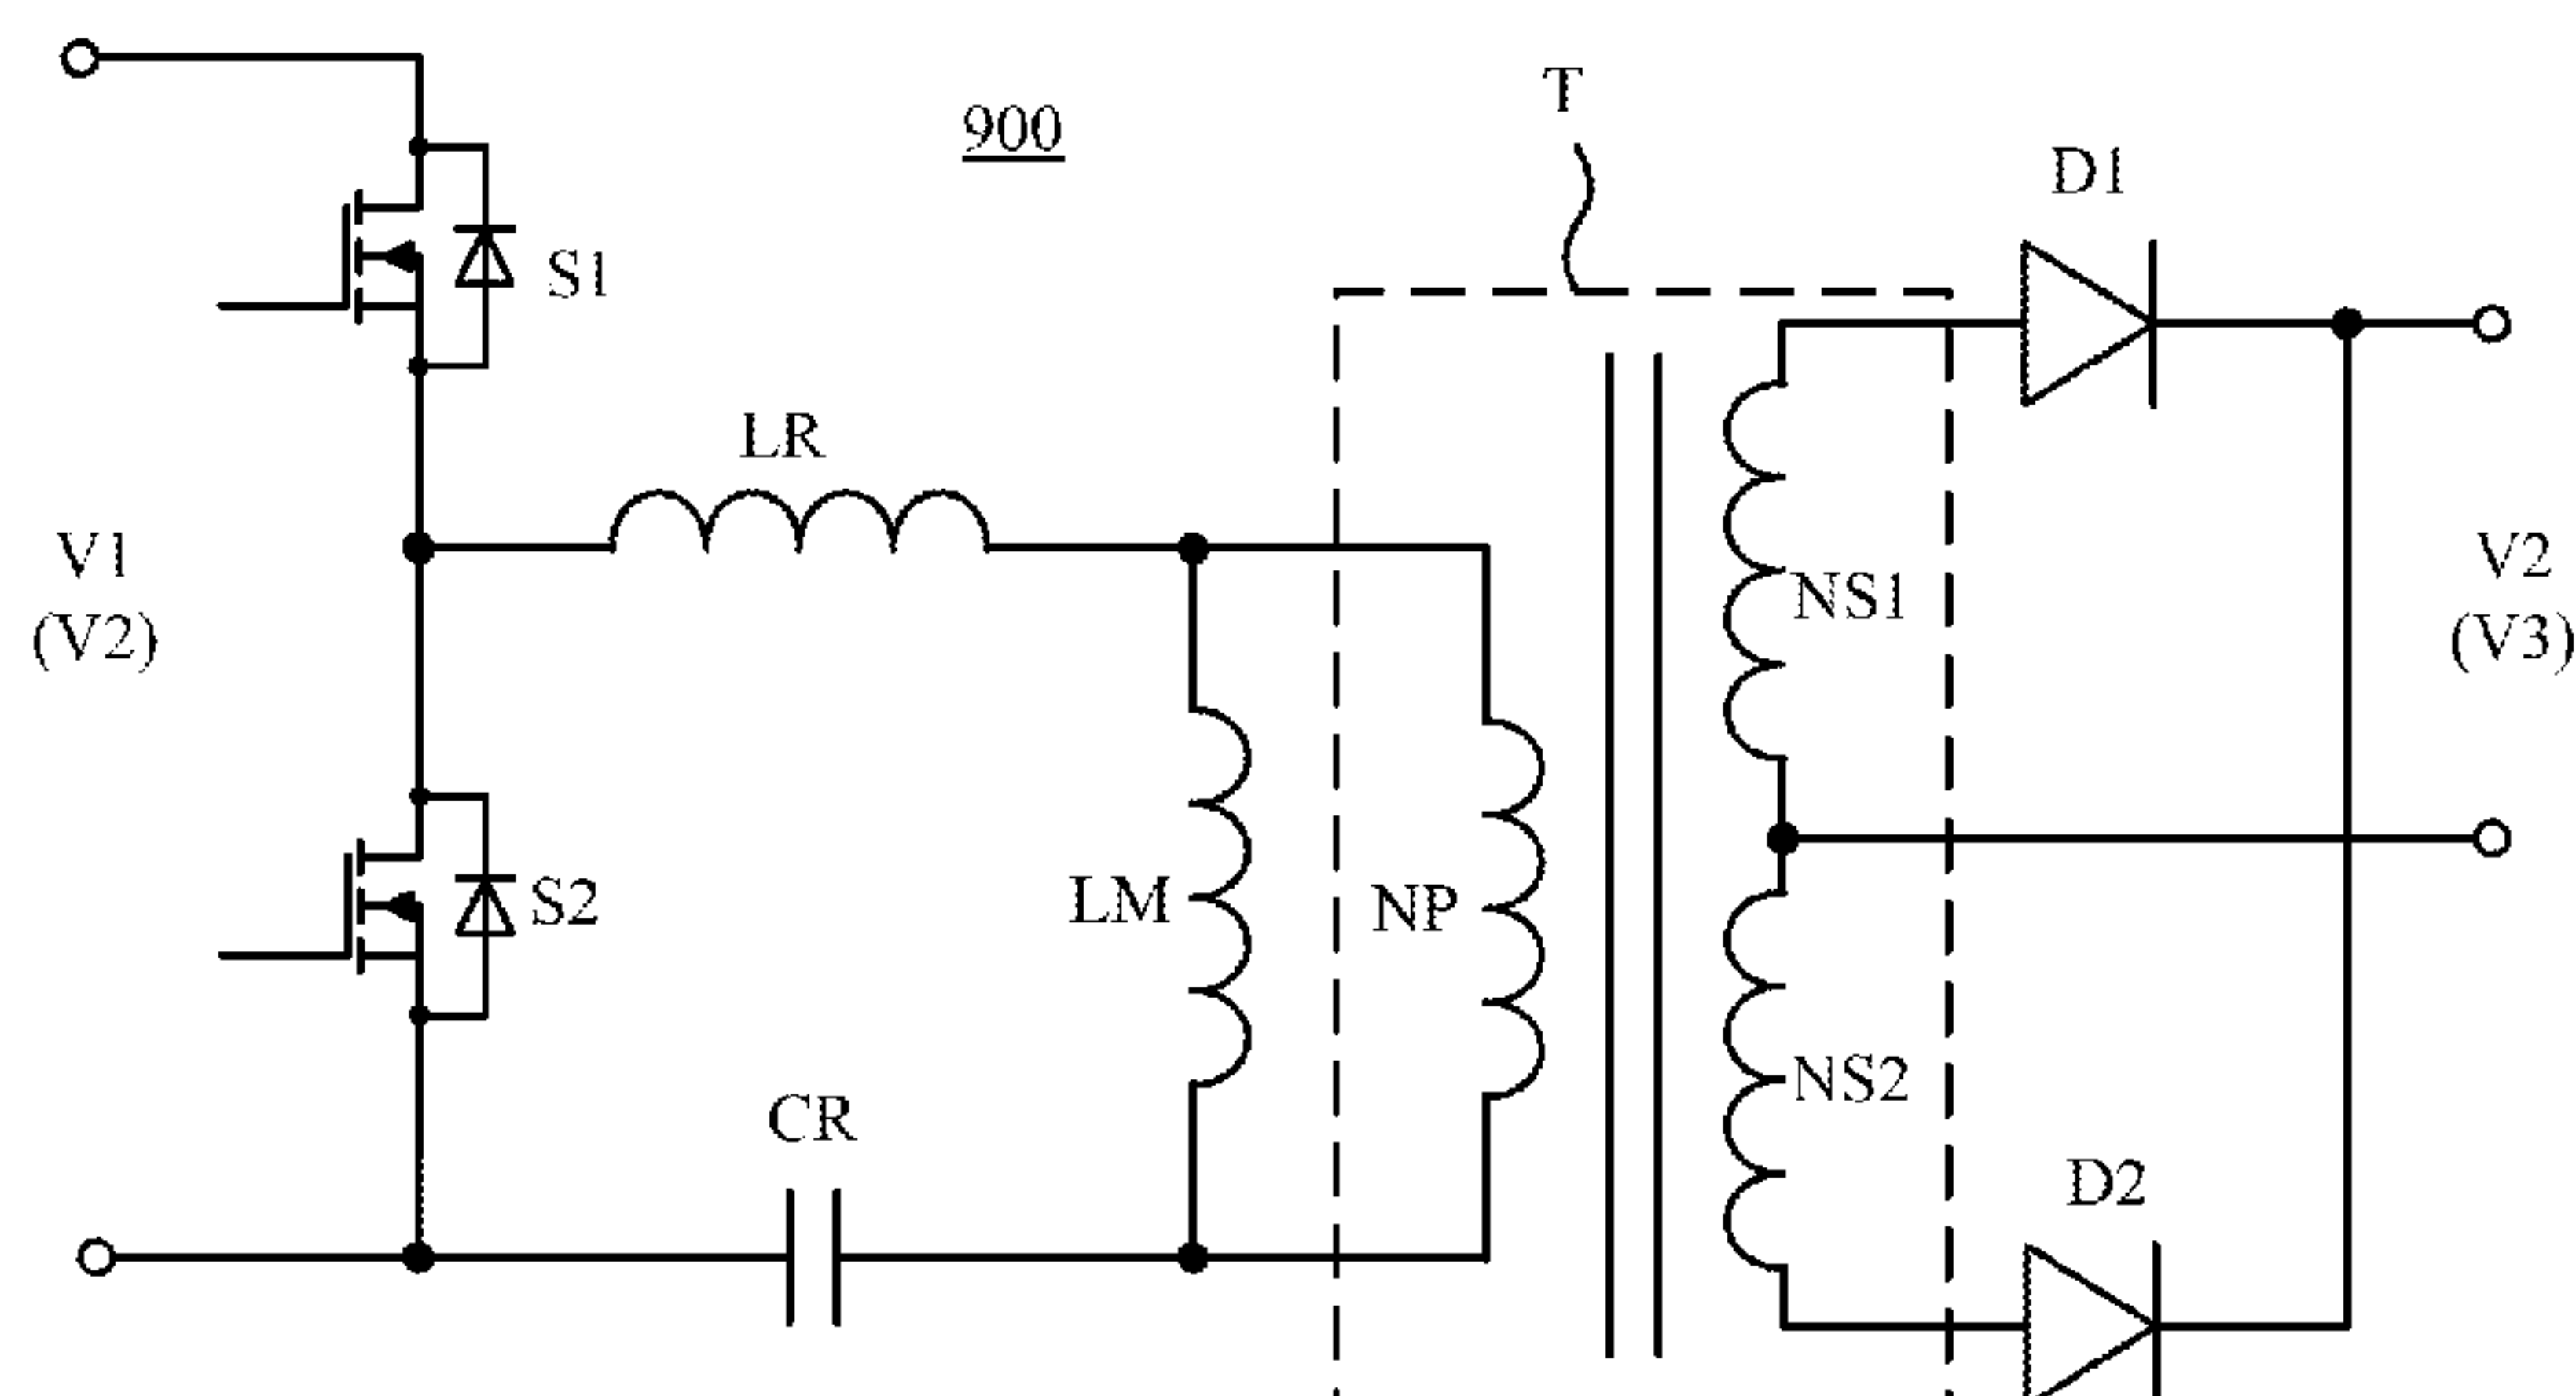 900
T
D1
S1
LR
V1
(V2)
NS1
V2
(V3)
S2
LM
NP
NS2
CR
D2